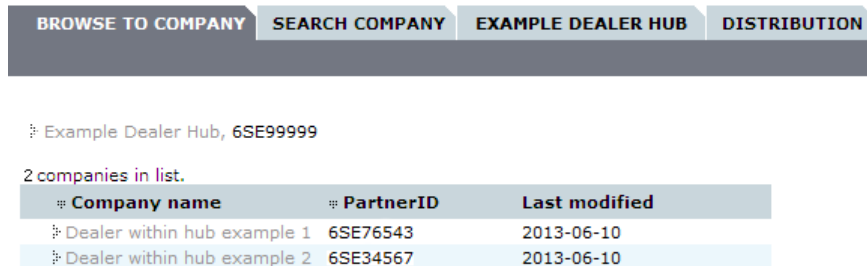 BROWSE TO COMPANY SEARCH COMPANY EXAMPLE DEALER HUB DISTRIBUTION
Example Dealer Hub, 6SE99999
2 companies in list.
Company name PartnerID Last modified
Dealer within hub example 1 6SE76543 2013-06-10
Dealer within hub example 2 6SE34567 2013-06-10